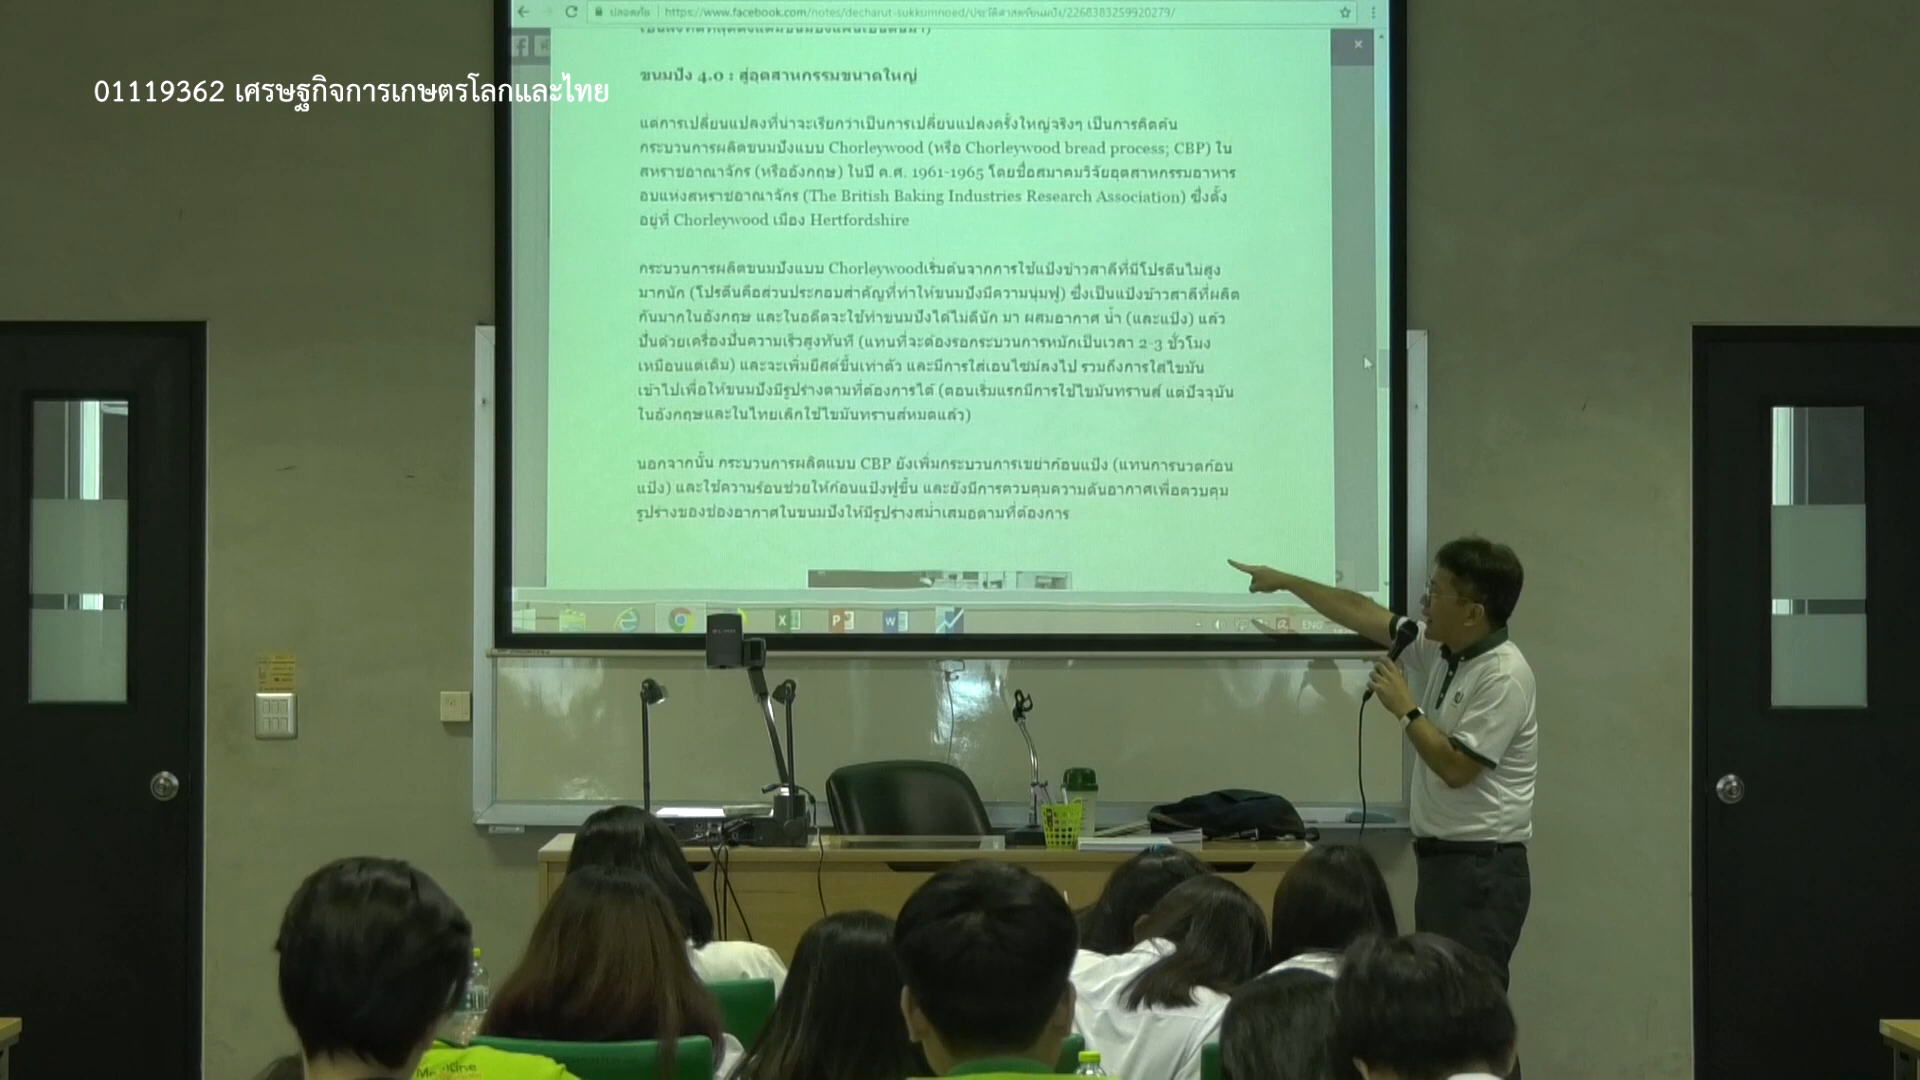 ปลอดภัย | https://www.facebook.com/notes/decharut-sukkumnoed/ประวัติศาสตร์ขนมปัง/2268383259920279/
01119362 เศรษฐกิจการเกษตรโลกและไทย
ขนมปัง 4.0 : สู่อุตสาหกรรมขนาดใหญ่
แต่การเปลี่ยนแปลงที่น่าจะเรียกว่าเป็นการเปลี่ยนแปลงครั้งใหญ่จริงๆ เป็นการคิดค้น
กระบวนการผลิตขนมปังแบบ Chorleywood (หรือ Chorleywood bread process; CBP) ใน
สหราชอาณาจักร (หรืออังกฤษ) ในปี ค.ศ. 1961-1965 โดยชื่อสมาคมวิจัยอุตสาหกรรมอาหาร
อบแห่งสหราชอาณาจักร (The British Baking Industries Research Association) ซึ่งตั้ง
อยู่ที่ Chorleywood เมือง Hertfordshire
กระบวนการผลิตขนมปังแบบ Chorleywoodเริ่มต้นจากการใช้แป้งข้าวสาลีที่มีโปรตีนไม่สูง
มากนัก (โปรตีนคือส่วนประกอบสำคัญที่ทำให้ขนมปังมีความนุ่มฟู) ซึ่งเป็นแป้งข้าวสาลีที่ผลิต
กันมากในอังกฤษ และในอดีตจะใช้ทำขนมปังได้ไม่ดีนัก มา ผสมอากาศ น้ำ (และแป้ง) แล้ว
ปั่นด้วยเครื่องปั่นความเร็วสูงทันที (แทนที่จะต้องรอกระบวนการหมักเป็นเวลา 2-3 ชั่วโมง
เหมือนแต่เดิม) และจะเพิ่มยีสต์ขึ้นเท่าตัว และมีการใส่เอนไซม์ลงไป รวมถึงการใส่ไขมัน
เข้าไปเพื่อให้ขนมปังมีรูปร่างตามที่ต้องการได้ (ตอนเริ่มแรกมีการใช้ไขมันทรานส์ แต่ปัจจุบัน
ในอังกฤษและในไทยเลิกใช้ไขมันทรานส์หมดแล้ว)
นอกจากนั้น กระบวนการผลิตแบบ CBP ยังเพิ่มกระบวนการเขย่าก้อนแป้ง (แทนการนวดก้อน
แป้ง) และใช้ความร้อนช่วยให้ก้อนแป้งฟูขึ้น และยังมีการควบคุมความดันอากาศเพื่อควบคุม
รูปร่างของช่องอากาศในขนมปังให้มีรูปร่างสม่ำเสมอตามที่ต้องการ
ENG